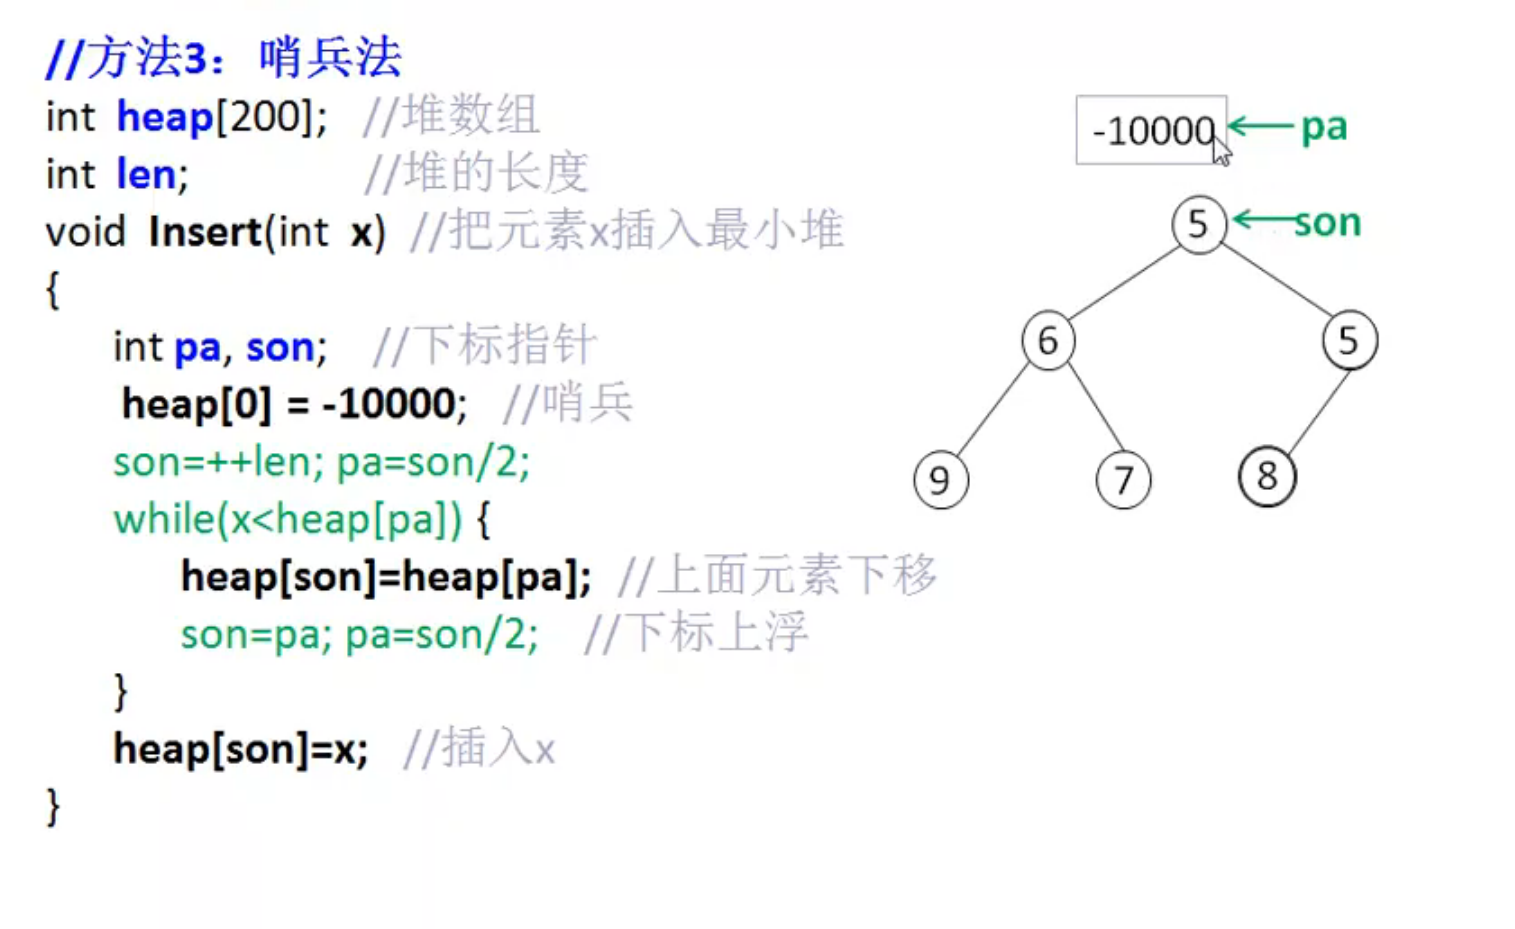 //方法3：哨兵法
int heap[200]; //堆数组
int len; //堆的长度
void Insert(int x) //把元素x插入最小堆
{
int pa, son; //下标指针
heap[0] = -10000; //哨兵
son=++len; pa=son/2;
while(x<heap[pa]) {
heap[son]=heap[pa]; //上面元素下移
son=pa; pa=son/2; //下标上浮
}
heap[son]=x; //插入x
}
-10000 pa
5 son
6 5
9 7 8